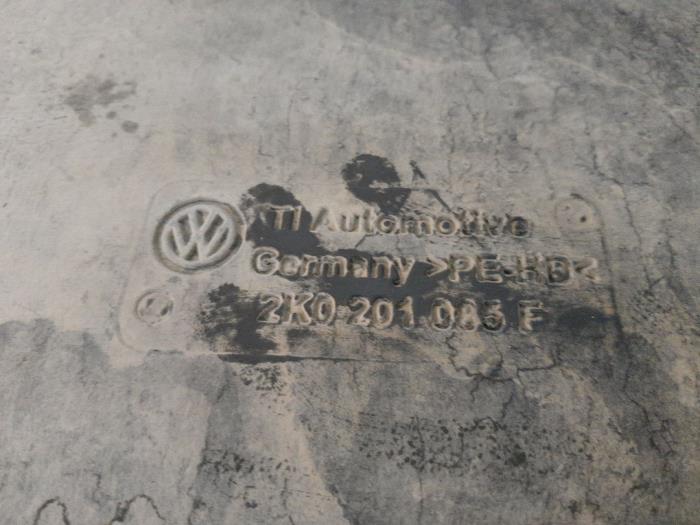 TI Automotive
Germany >PE-HD<
2K0 201 085 F